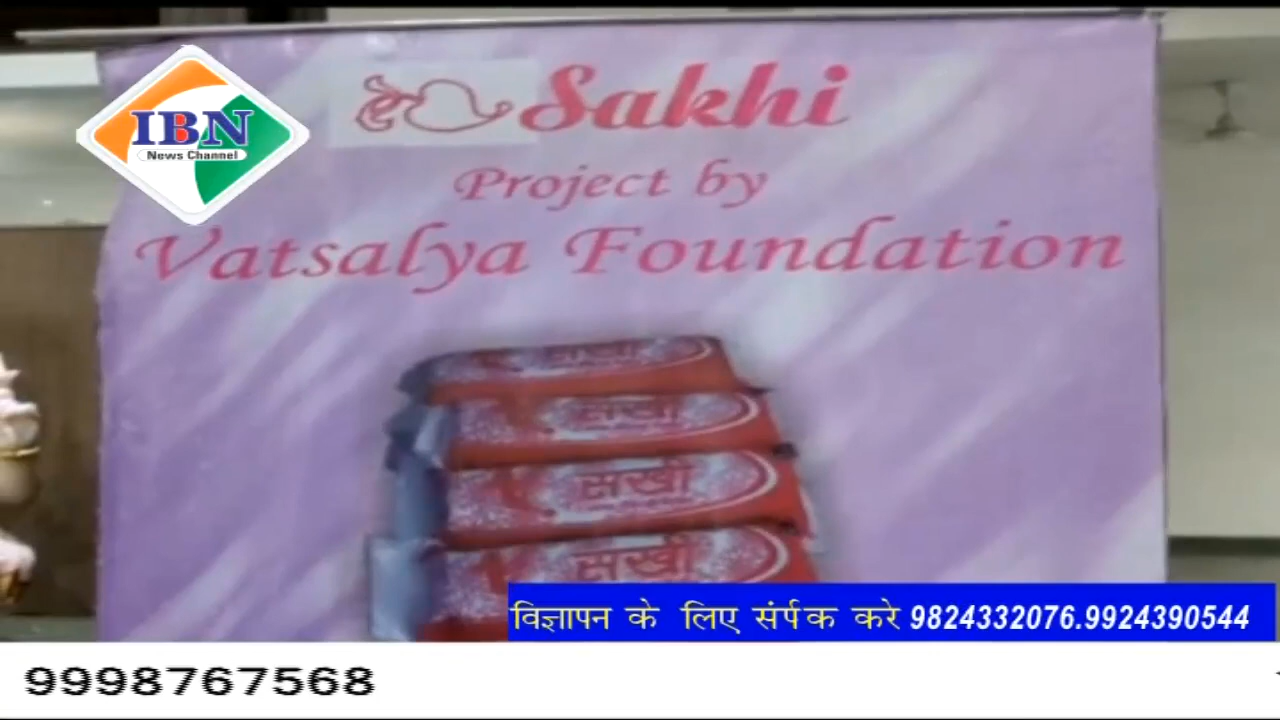 IBN
News Channel
Sakhi
Project by
Vatsalya Foundation
सखी
सखी
सखी
सखी
विज्ञापन के लिए संर्पक करे 9824332076.9924390544
9998767568